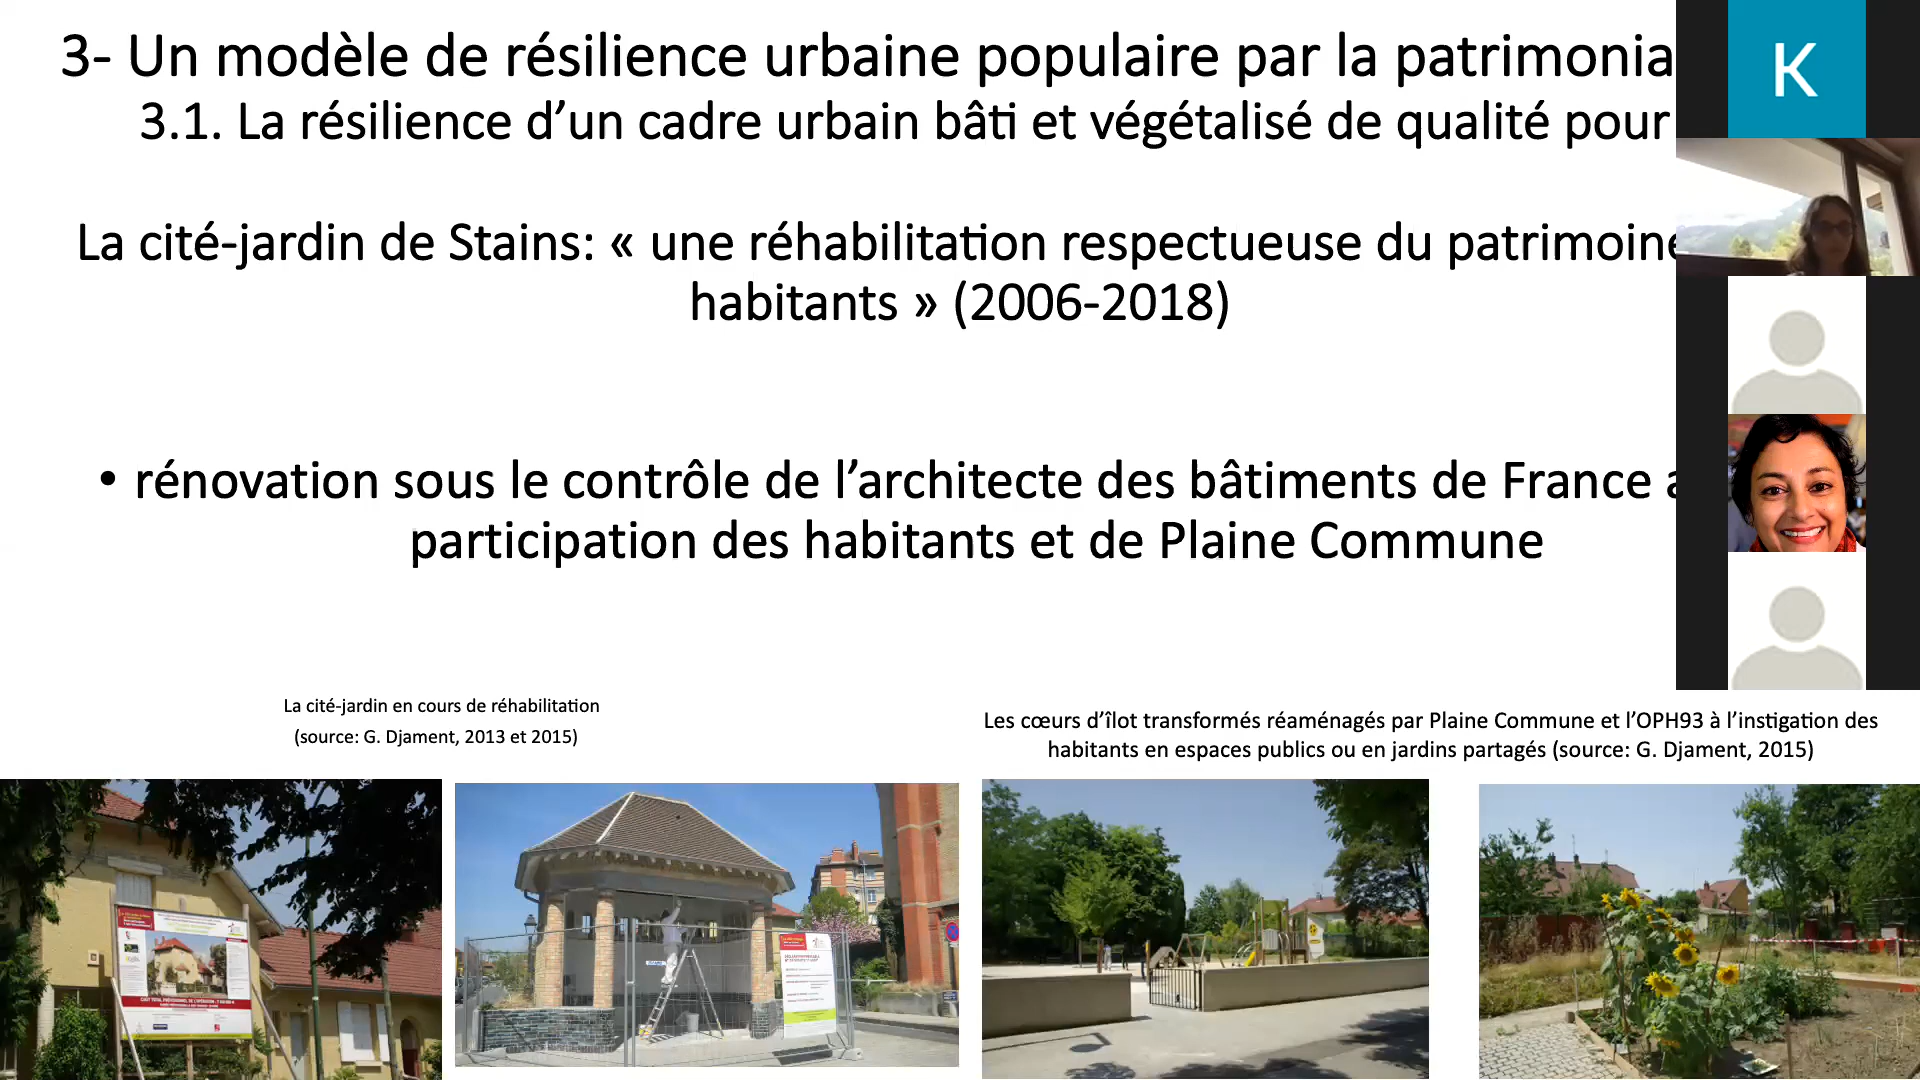 3- Un modèle de résilience urbaine populaire par la patrimonia
3.1. La résilience d’un cadre urbain bâti et végétalisé de qualité pour
La cité-jardin de Stains: « une réhabilitation respectueuse du patrimoine
habitants » (2006-2018)
• rénovation sous le contrôle de l’architecte des bâtiments de France a
participation des habitants et de Plaine Commune
La cité-jardin en cours de réhabilitation
(source: G. Djament, 2013 et 2015)
Les cœurs d’îlot transformés réaménagés par Plaine Commune et l’OPH93 à l’instigation des
habitants en espaces publics ou en jardins partagés (source: G. Djament, 2015)
K